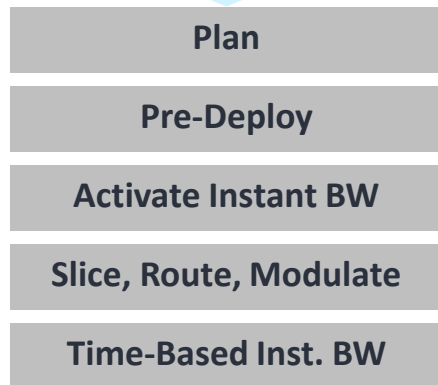 Plan
Pre-Deploy
Activate Instant BW
Slice, Route, Modulate
Time-Based Inst. BW